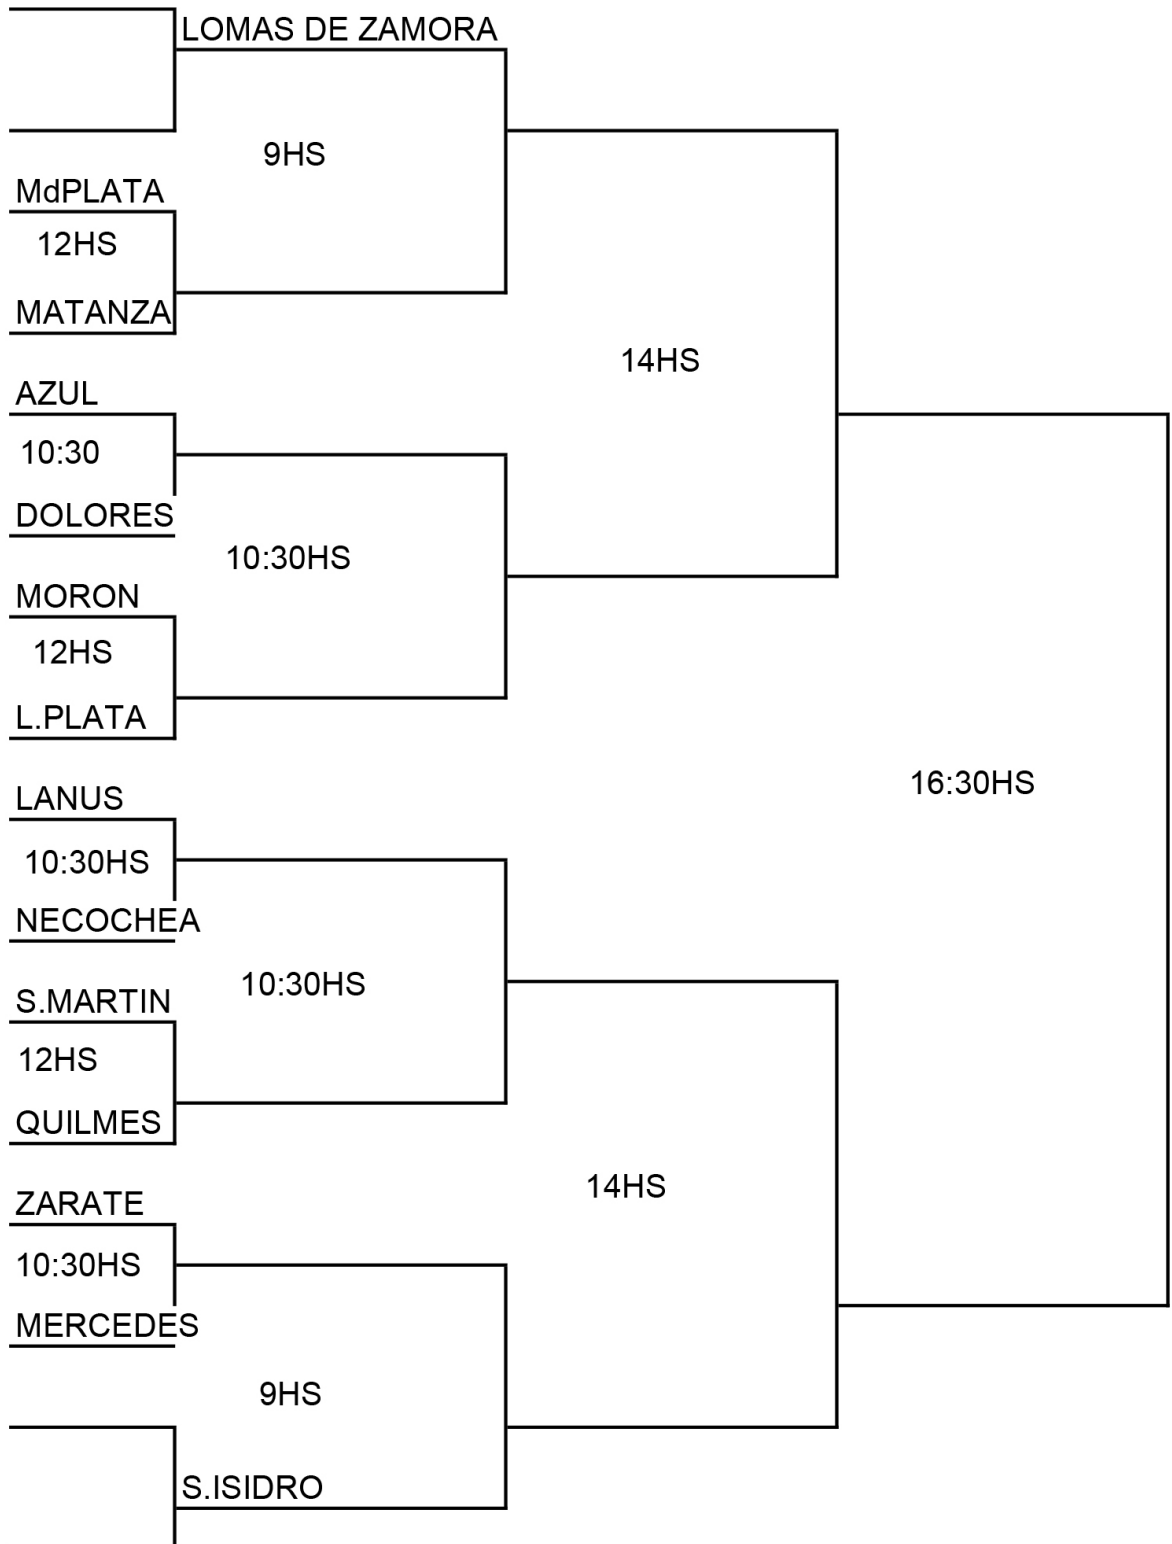 LOMAS DE ZAMORA
9HS
MdPLATA
12HS
MATANZA
14HS
AZUL
10:30
DOLORES
10:30HS
MORON
12HS
L.PLATA
16:30HS
LANUS
10:30HS
NECOCHEA
10:30HS
S.MARTIN
12HS
QUILMES
14HS
ZARATE
10:30HS
MERCEDES
9HS
S.ISIDRO